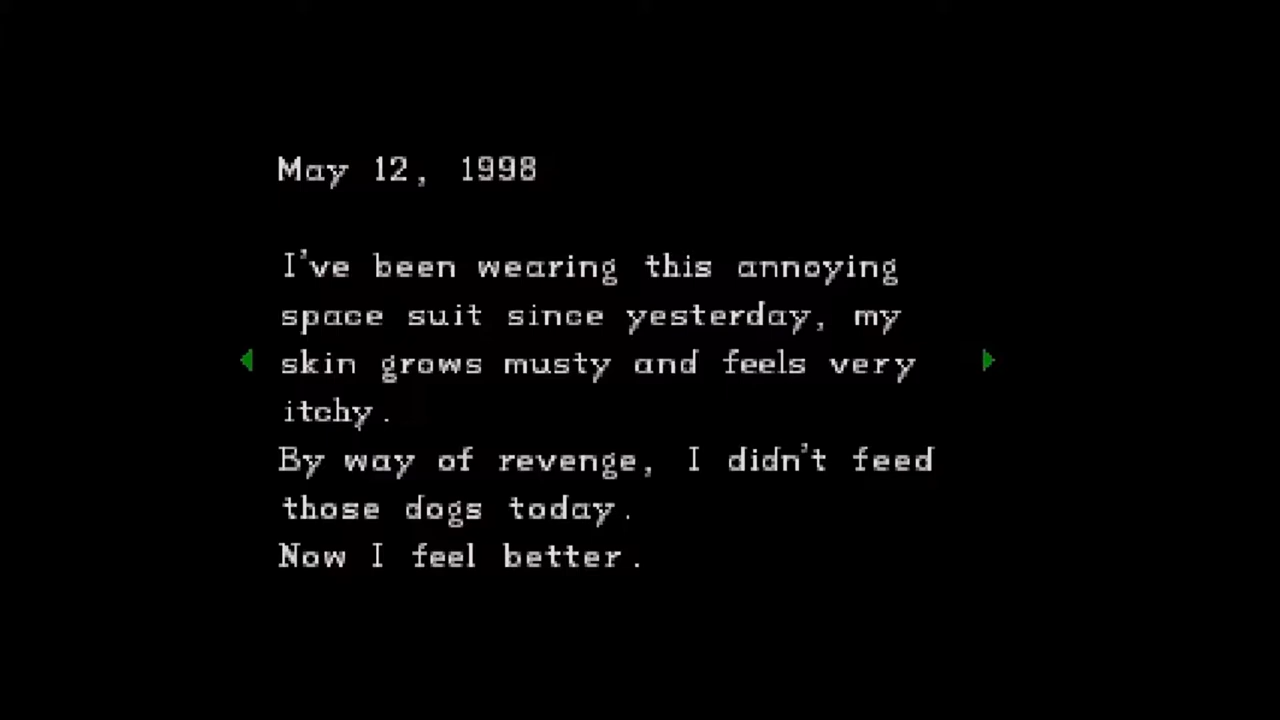 May 12, 1998
I've been wearing this annoying
space suit since yesterday, my
skin grows musty and feels very
itchy.
By way of revenge, I didn't feed
those dogs today.
Now I feel better.